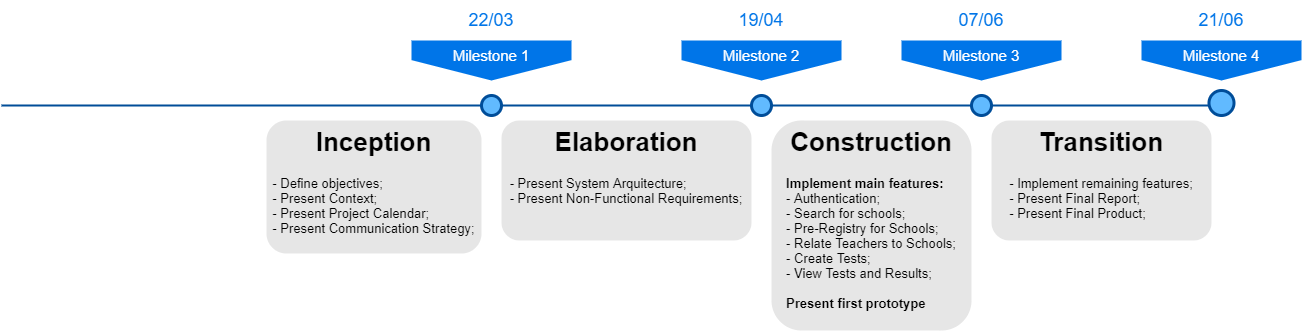 22/03
19/04
07/06
21/06
Milestone 1
Milestone 2
Milestone 3
Milestone 4
Inception
- Define objectives;
- Present Context;
- Present Project Calendar;
- Present Communication Strategy;
Elaboration
- Present System Arquitecture;
- Present Non-Functional Requirements;
Construction
Implement main features:
- Authentication;
- Search for schools;
- Pre-Registry for Schools;
- Relate Teachers to Schools;
- Create Tests;
- View Tests and Results;
Present first prototype
Transition
- Implement remaining features;
- Present Final Report;
- Present Final Product;